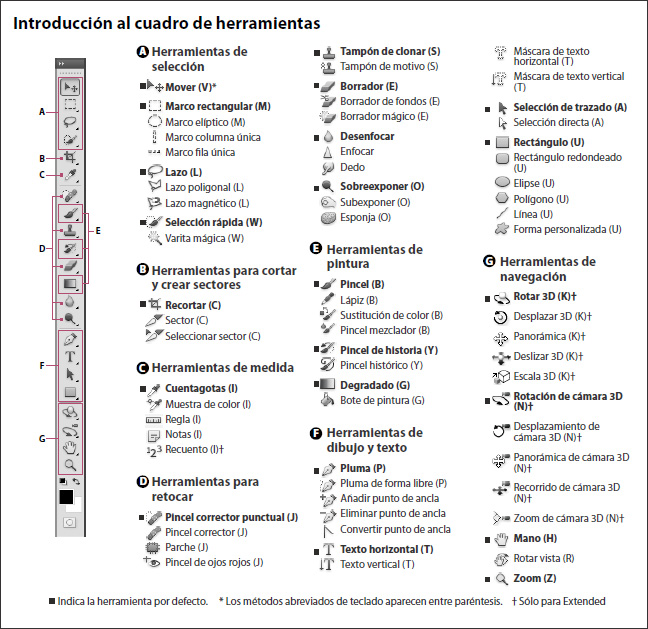 Introducción al cuadro de herramientas
A Herramientas de
selección
Mover (V)*
Marco rectangular (M)
Marco elíptico (M)
Marco columna única
Marco fila única
Lazo (L)
Lazo poligonal (L)
Lazo magnético (L)
Selección rápida (W)
Varita mágica (W)
B Herramientas para cortar
y crear sectores
Recortar (C)
Sector (C)
Seleccionar sector (C)
C Herramientas de medida
Cuentagotas (I)
Muestra de color (I)
Regla (I)
Notas (I)
Recuento (I)†
D Herramientas para
retocar
Pincel corrector puntual (J)
Pincel corrector (J)
Parche (J)
Pincel de ojos rojos (J)
Tampón de clonar (S)
Tampón de motivo (S)
Borrador (E)
Borrador de fondos (E)
Borrador mágico (E)
Desenfocar
Enfocar
Dedo
Sobreexponer (O)
Subexponer (O)
Esponja (O)
E Herramientas de
pintura
Pincel (B)
Lápiz (B)
Sustitución de color (B)
Pincel mezclador (B)
Pincel de historia (Y)
Pincel histórico (Y)
Degradado (G)
Bote de pintura (G)
F Herramientas de
dibujo y texto
Pluma (P)
Pluma de forma libre (P)
Añadir punto de ancla
Eliminar punto de ancla
Convertir punto de ancla
Texto horizontal (T)
Texto vertical (T)
Máscara de texto
horizontal (T)
Máscara de texto vertical
(T)
Selección de trazado (A)
Selección directa (A)
Rectángulo (U)
Rectángulo redondeado
(U)
Elipse (U)
Polígono (U)
Línea (U)
Forma personalizada (U)
G Herramientas de
navegación
Rotar 3D (K)†
Desplazar 3D (K)†
Panorámica (K)†
Deslizar 3D (K)†
Escala 3D (K)†
Rotación de cámara 3D
(N)†
Desplazamiento de
cámara 3D (N)†
Panorámica de cámara 3D
(N)†
Recorrido de cámara 3D
(N)†
Zoom de cámara 3D (N)†
Mano (H)
Rotar vista (R)
Zoom (Z)
A
B
C
D
E
F
G
■ Indica la herramienta por defecto. * Los métodos abreviados de teclado aparecen entre paréntesis. † Sólo para Extended